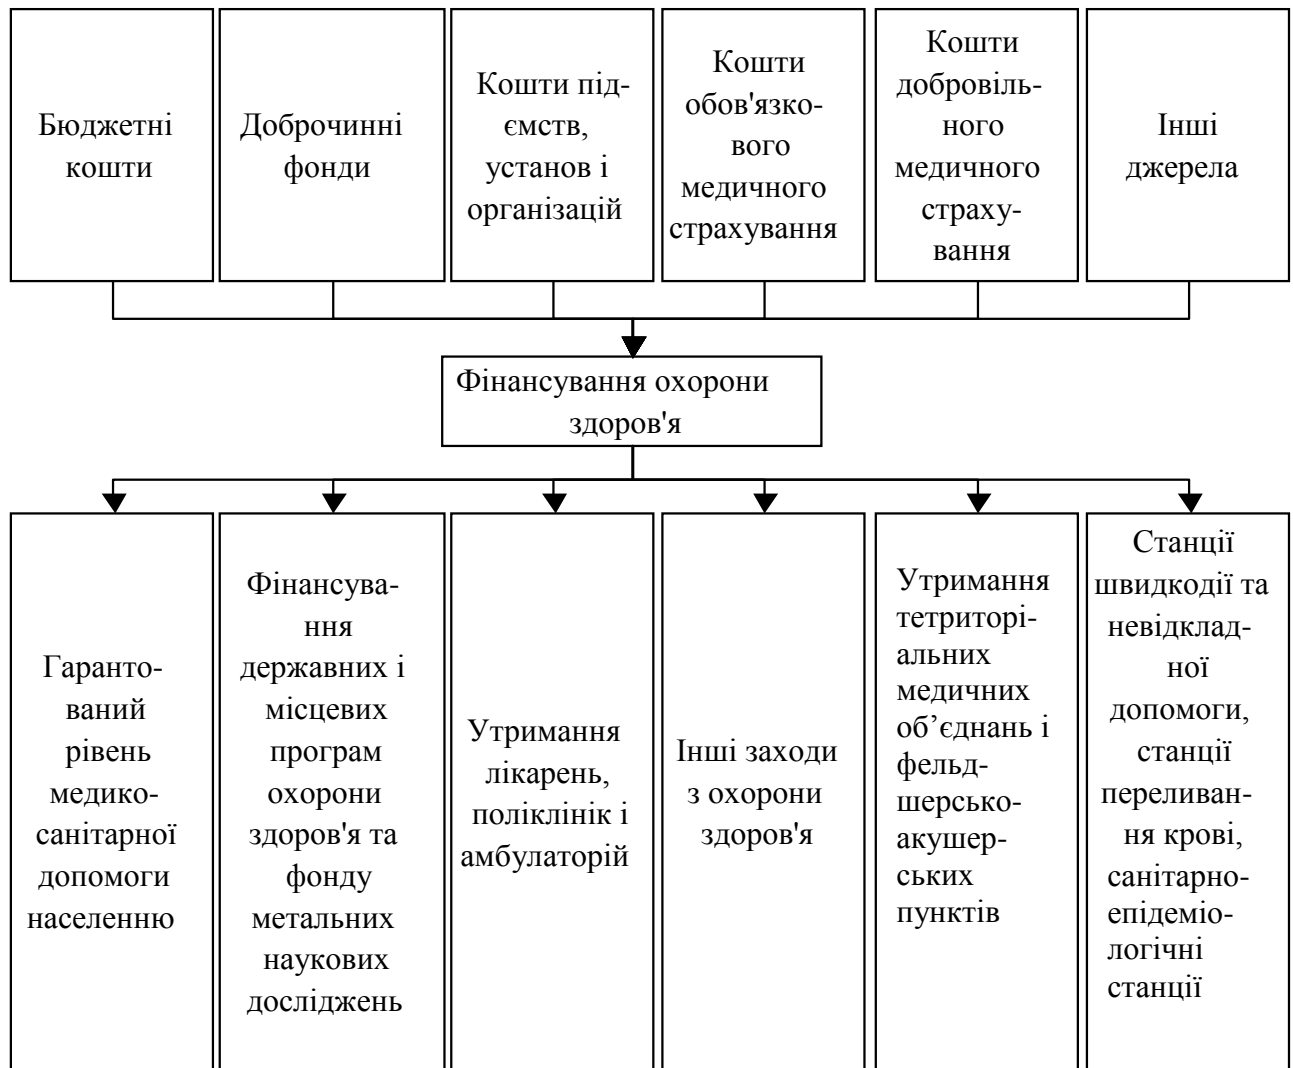 Бюджетні
кошти
Доброчинні
фонди
Кошти під-
ємств,
установ і
організацій
Кошти
обов'язко-
вого
медичного
страхування
Кошти
добровіль-
ного
медичного
страху-
вання
Інші
джерела
Фінансування охорони
здоров'я
Гаранто-
ваний
рівень
медико-
санітарної
допомоги
населенню
Фінансува-
ння
державних і
місцевих
програм
охорони
здоров'я та
фонду
метальних
наукових
досліджень
Утримання
лікарень,
поліклінік і
амбулаторій
Інші заходи
з охорони
здоров'я
Утримання
тетриторі-
альних
медичних
об’єднань і
фельд-
шерсько-
акушер-
ських
пунктів
Станції
швидкодії та
невідклад-
ної
допомоги,
станції
переливан-
ня крові,
санітарно-
епідеміо-
логічні
станції